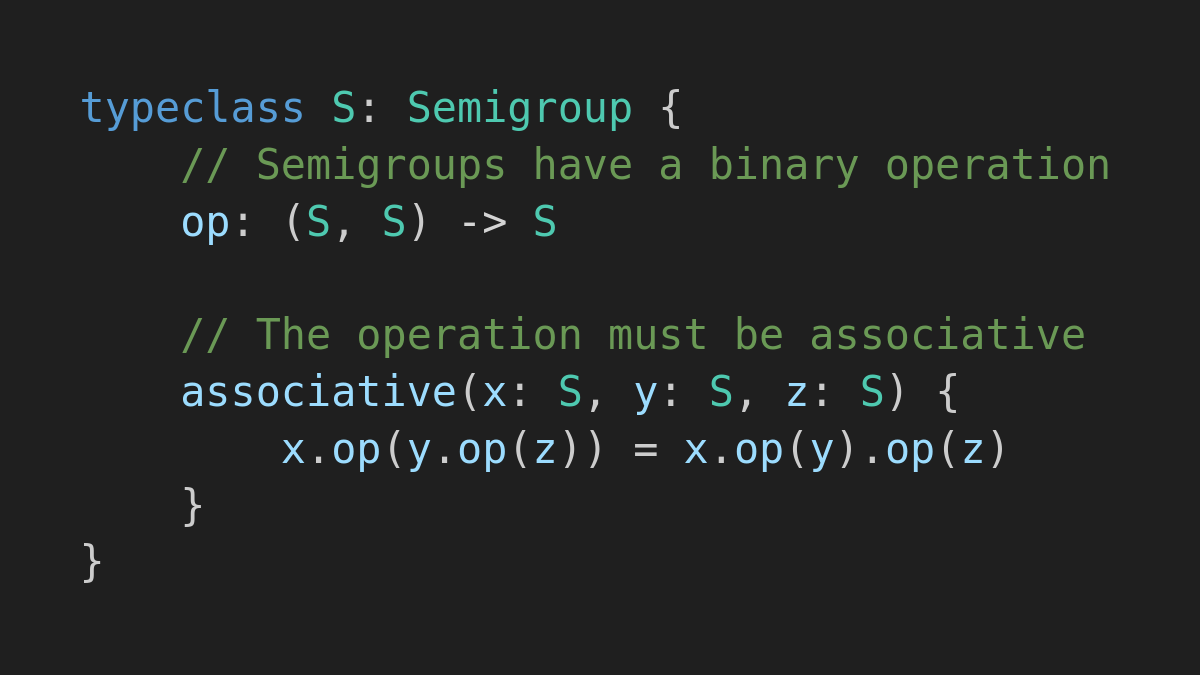 typeclass S: Semigroup {
    // Semigroups have a binary operation
    op: (S, S) -> S

    // The operation must be associative
    associative(x: S, y: S, z: S) {
        x.op(y.op(z)) = x.op(y).op(z)
    }
}